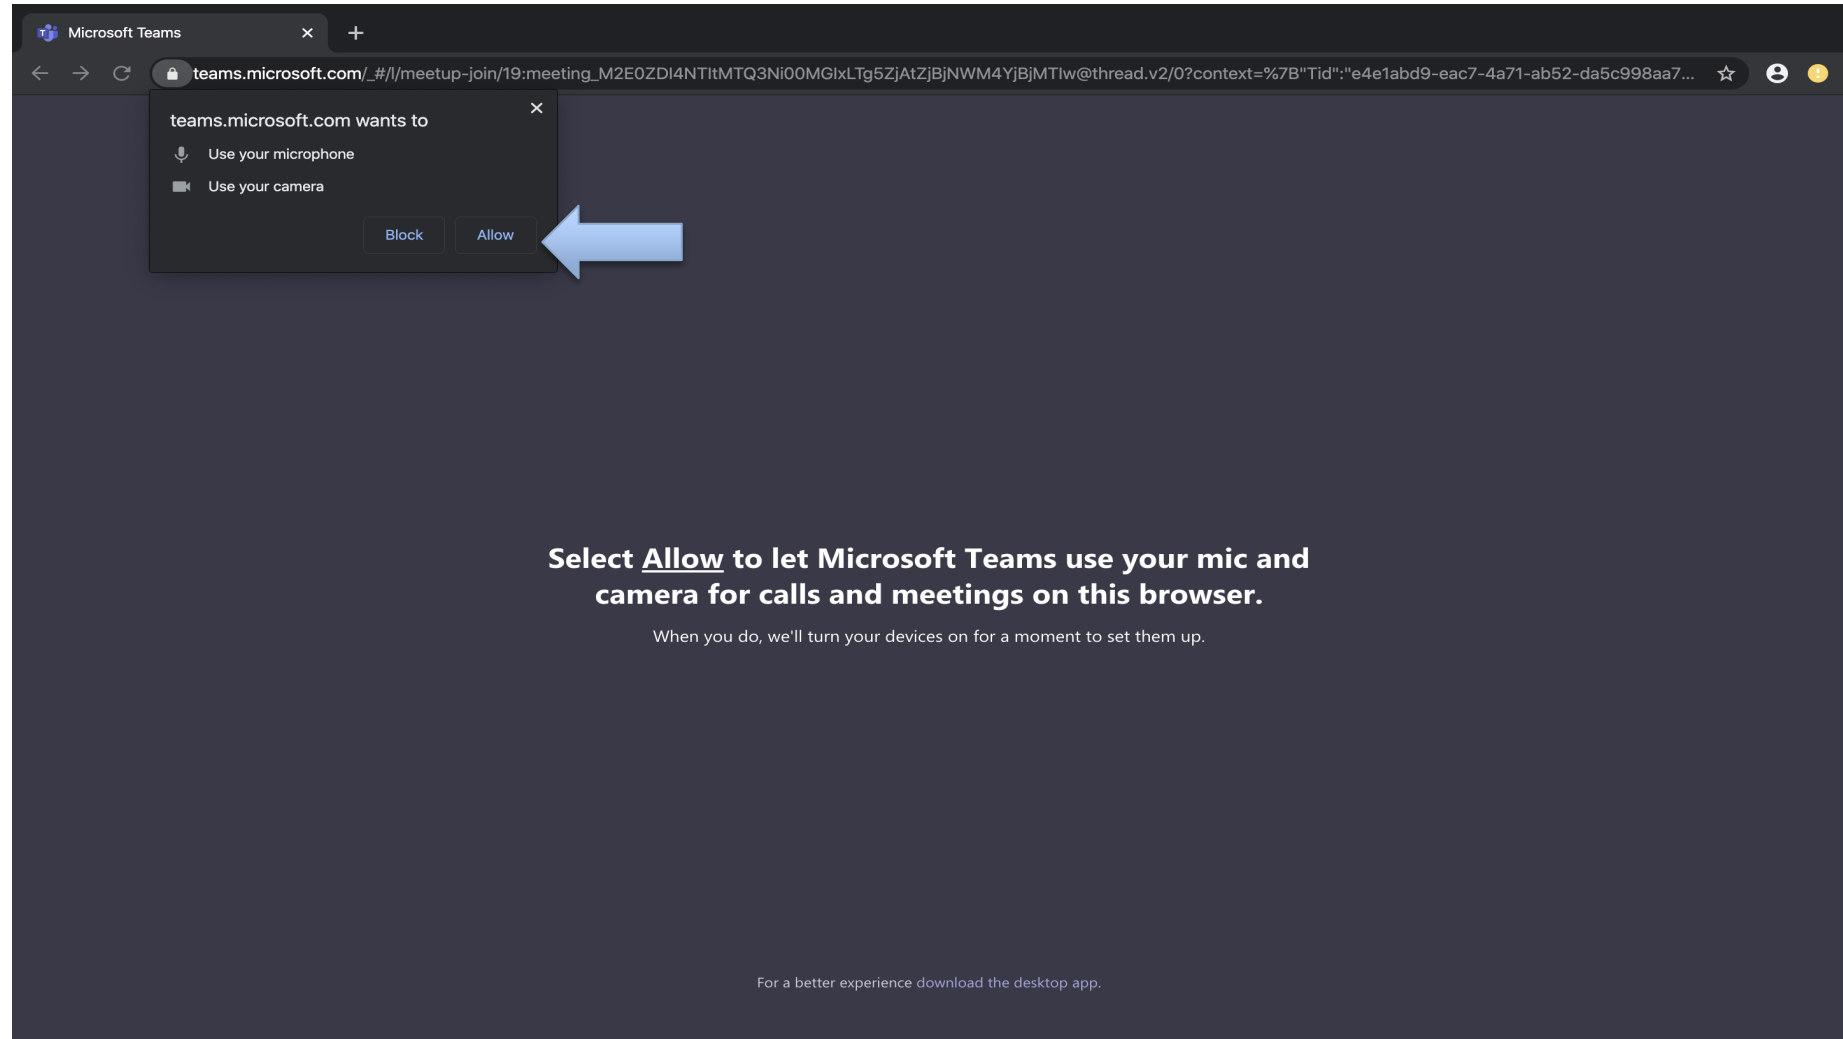 Microsoft Teams
teams.microsoft.com/_#/l/meetup-join/19:meeting_M2E0ZDI4NTItMTQ3Ni00MGIxLTg5ZjAtZjBjNWM4YjBjMTIw@thread.v2/0?context=%7B"Tid":"e4e1abd9-eac7-4a71-ab52-da5c998aa7...
teams.microsoft.com wants to
Use your microphone
Use your camera
Block Allow
Select Allow to let Microsoft Teams use your mic and
camera for calls and meetings on this browser.
When you do, we'll turn your devices on for a moment to set them up.
For a better experience download the desktop app.